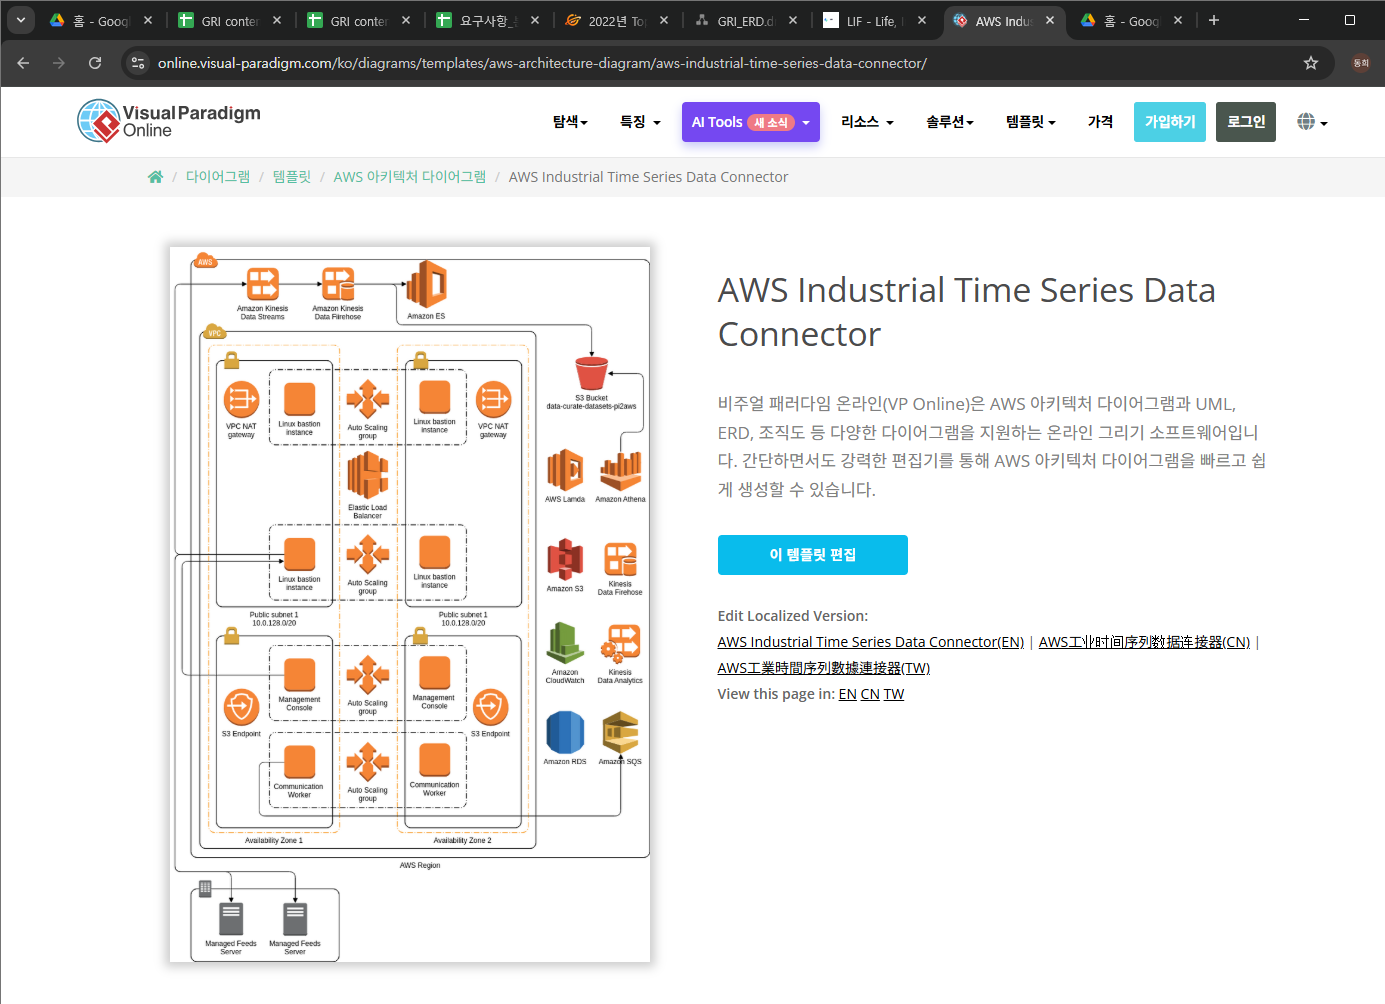 홈 - Googl
GRI conter
GRI conter
요구사항_
2022년 Top
GRI_ERD.d
LIF - Life,
AWS Indus
홈 - Googl
online.visual-paradigm.com/ko/diagrams/templates/aws-architecture-diagram/aws-industrial-time-series-data-connector/
동희
Visual Paradigm
Online
탐색
특징
AI Tools 새 소식
리소스
솔루션
템플릿
가격
가입하기
로그인
/ 다이어그램 / 템플릿 / AWS 아키텍처 다이어그램 / AWS Industrial Time Series Data Connector
AWS
Amazon Kinesis
Data Streams
Amazon Kinesis
Data Fiirehose
Amazon ES
VPC
VPC NAT
gateway
Linux bastion
instance
Auto Scaling
group
Linux bastion
instance
VPC NAT
gateway
S3 Bucket
data-curate-datasets-pi2aws
Elastic Load
Balancer
AWS Lamda
Amazon Athena
Linux bastion
instance
Auto Scaling
group
Linux bastion
instance
Amazon S3
Kinesis
Data Firehose
Public subnet 1
10.0.128.0/20
Public subnet 1
10.0.128.0/20
Amazon
CloudWatch
Kinesis
Data Analytics
Management
Console
Auto Scaling
group
Management
Console
S3 Endpoint
S3 Endpoint
Amazon RDS
Amazon SQS
Communication
Worker
Auto Scaling
group
Communication
Worker
Availability Zone 1
Availability Zone 2
AWS Region
Managed Feeds
Server
Managed Feeds
Server
AWS Industrial Time Series Data
Connector
비주얼 패러다임 온라인(VP Online)은 AWS 아키텍처 다이어그램과 UML,
ERD, 조직도 등 다양한 다이어그램을 지원하는 온라인 그리기 소프트웨어입니
다. 간단하면서도 강력한 편집기를 통해 AWS 아키텍처 다이어그램을 빠르고 쉽
게 생성할 수 있습니다.
이 템플릿 편집
Edit Localized Version:
AWS Industrial Time Series Data Connector(EN) | AWS工业时间序列数据连接器(CN) |
AWS工業時間序列數據連接器(TW)
View this page in: EN CN TW